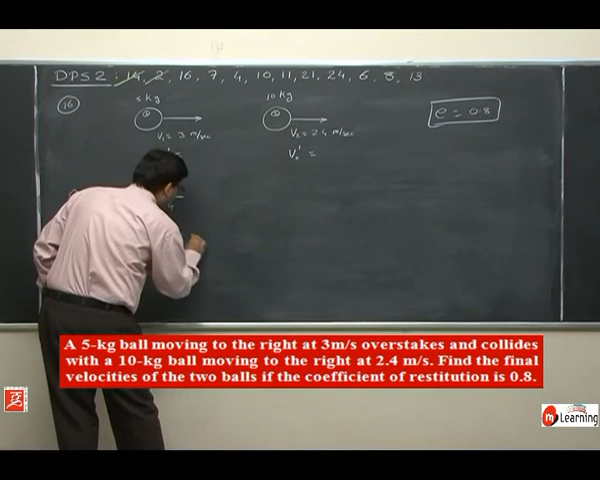 DPS 2 : 14, 2, 16, 7, 4, 10, 11, 21, 24, 6, 8, 13
16
5 kg
10 kg
e = 0.8
V₁ = 3 m/sec
V₂ = 2.4 m/sec
V₂' =
A 5-kg ball moving to the right at 3m/s overstakes and collides
with a 10-kg ball moving to the right at 2.4 m/s. Find the final
velocities of the two balls if the coefficient of restitution is 0.8.
m Learning